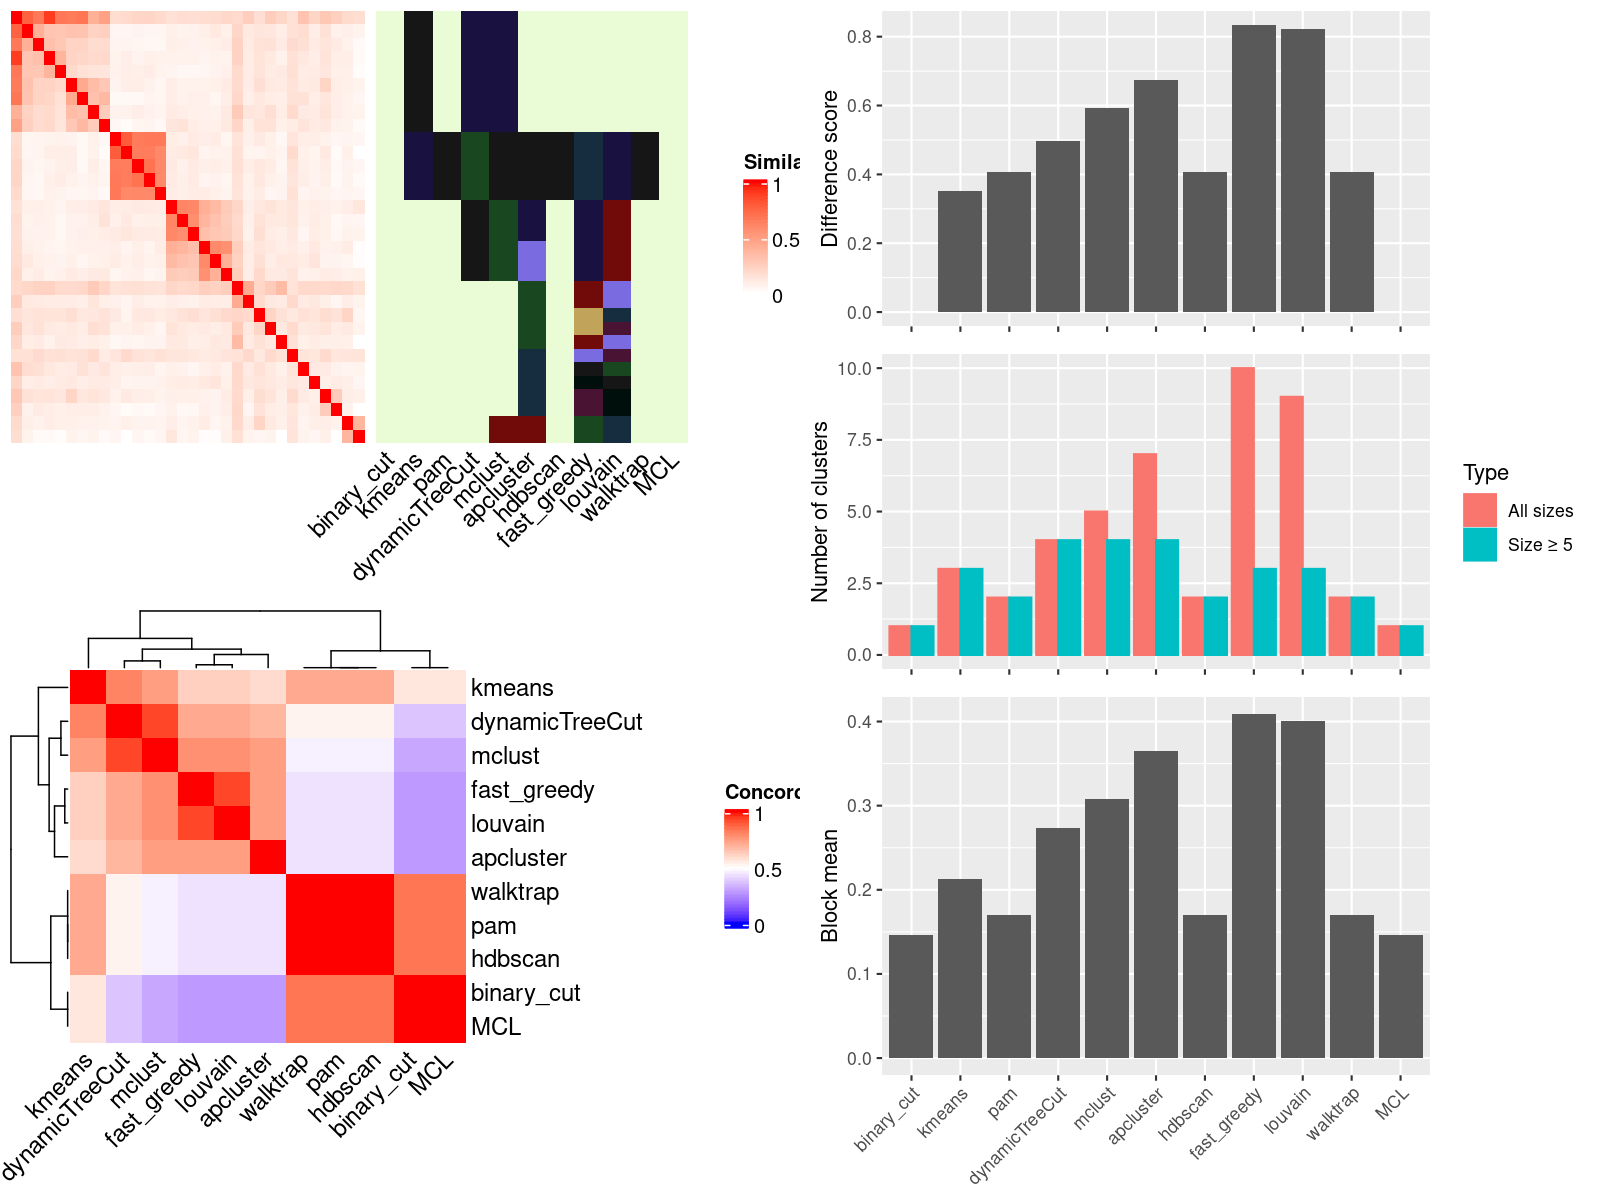 Simila
1
0.5
0
binary_cut
kmeans
pam
dynamicTreeCut
mclust
apcluster
hdbscan
fast_greedy
louvain
walktrap
MCL
kmeans
dynamicTreeCut
mclust
fast_greedy
louvain
apcluster
walktrap
pam
hdbscan
binary_cut
MCL
kmeans
dynamicTreeCut
mclust
fast_greedy
louvain
apcluster
walktrap
pam
hdbscan
binary_cut
MCL
Concord
1
0.5
0
Difference score
0.8
0.6
0.4
0.2
0.0
Number of clusters
10.0
7.5
5.0
2.5
0.0
Type
All sizes
Size ≥ 5
Block mean
0.4
0.3
0.2
0.1
0.0
binary_cut
kmeans
pam
dynamicTreeCut
mclust
apcluster
hdbscan
fast_greedy
louvain
walktrap
MCL